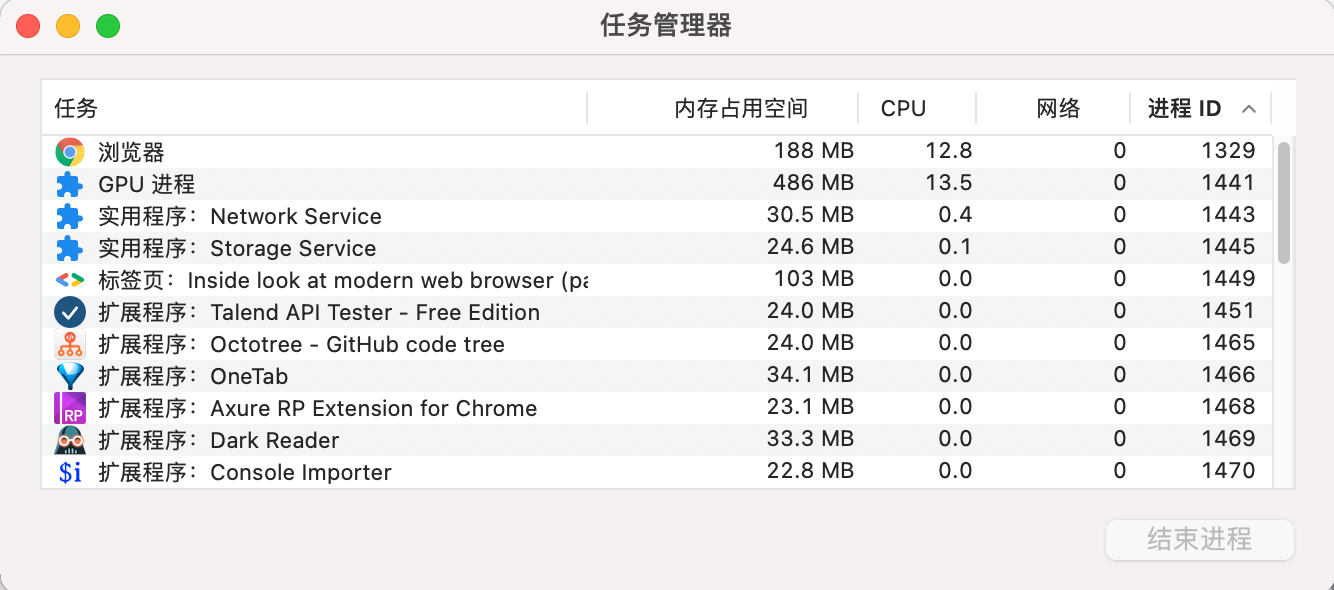 任务管理器
任务 内存占用空间 CPU 网络 进程 ID
浏览器 188 MB 12.8 0 1329
GPU 进程 486 MB 13.5 0 1441
实用程序：Network Service 30.5 MB 0.4 0 1443
实用程序：Storage Service 24.6 MB 0.1 0 1445
标签页：Inside look at modern web browser (pa 103 MB 0.0 0 1449
扩展程序：Talend API Tester - Free Edition 24.0 MB 0.0 0 1451
扩展程序：Octotree - GitHub code tree 24.0 MB 0.0 0 1465
扩展程序：OneTab 34.1 MB 0.0 0 1466
RP 扩展程序：Axure RP Extension for Chrome 23.1 MB 0.0 0 1468
扩展程序：Dark Reader 33.3 MB 0.0 0 1469
$i 扩展程序：Console Importer 22.8 MB 0.0 0 1470
结束进程